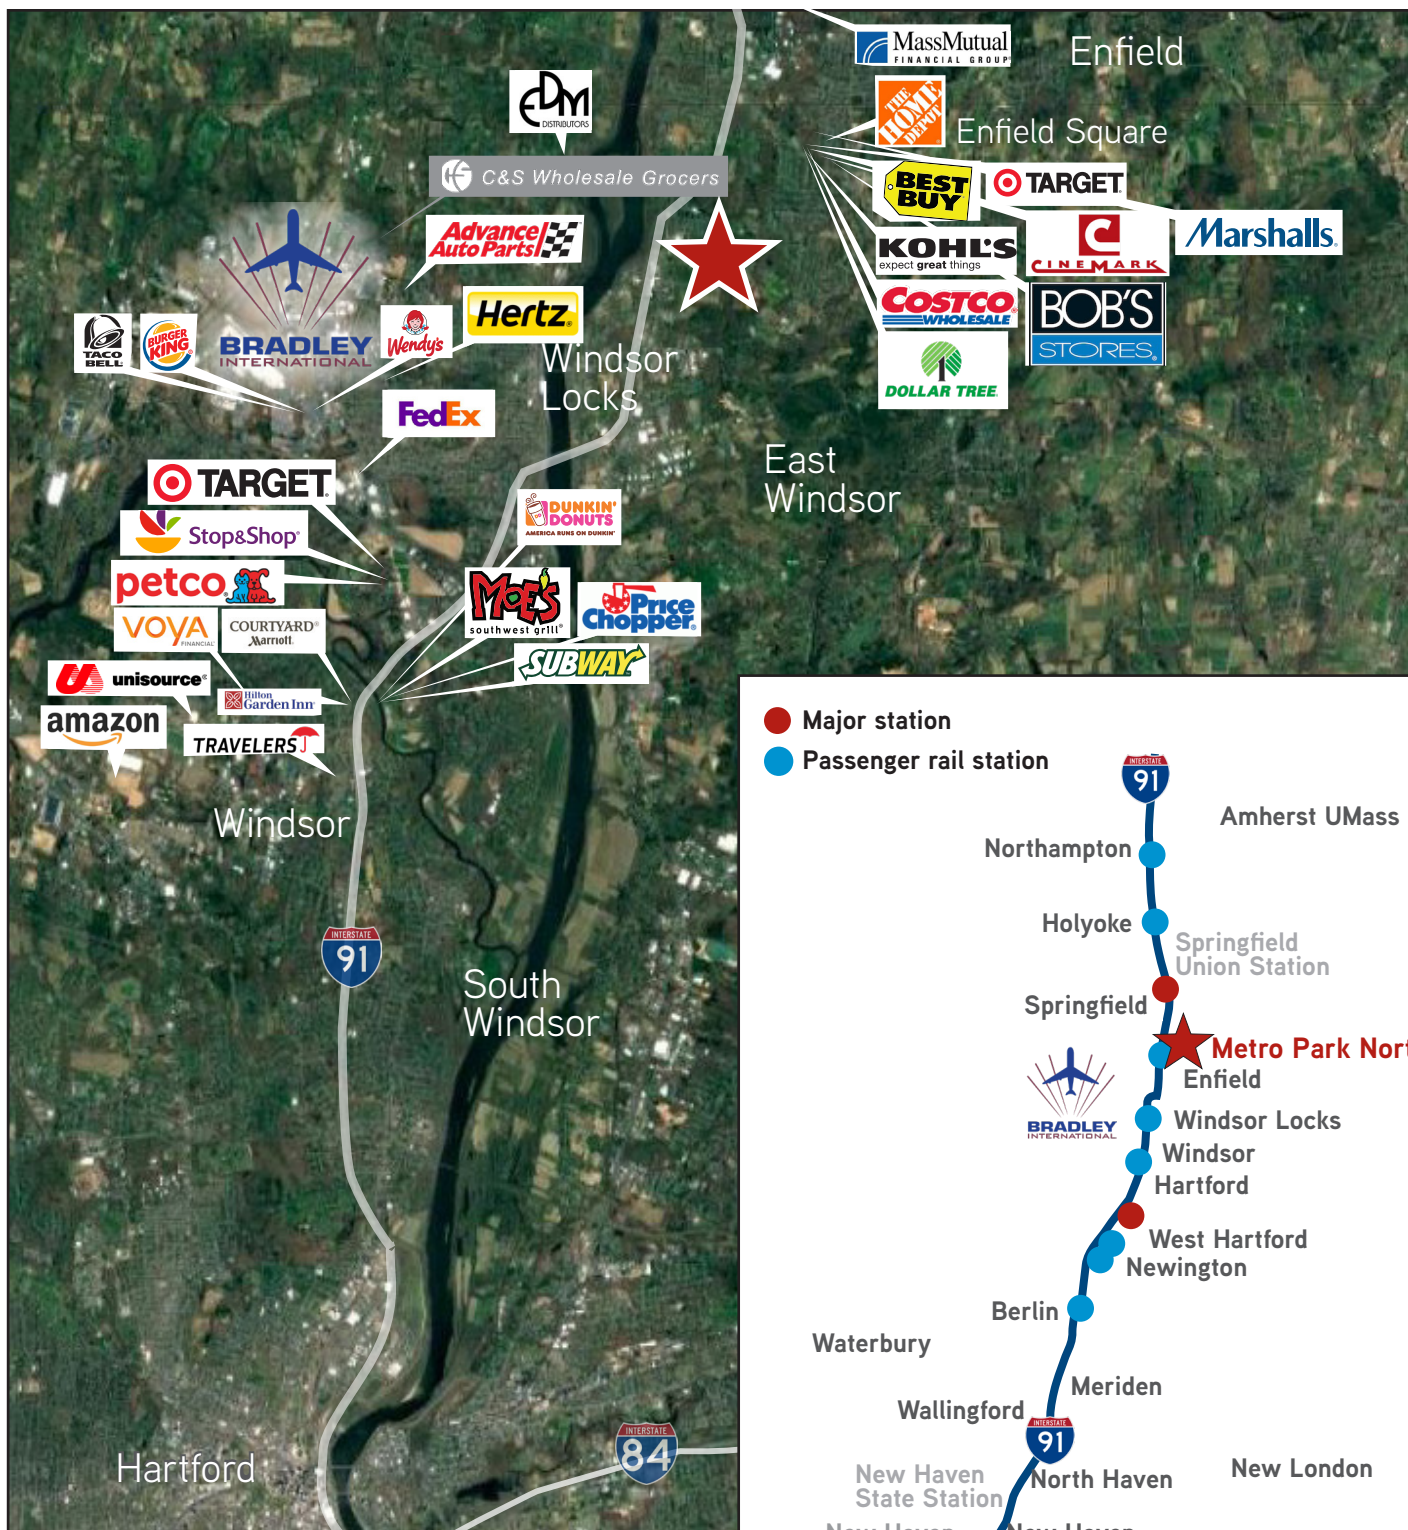 MassMutual
FINANCIAL GROUP
Enfield
EDM
DISTRIBUTORS
THE
HOME
DEPOT
Enfield Square
C&S Wholesale Grocers
BEST
BUY
TARGET
Advance
Auto Parts
KOHL'S
expect great things
CINEMARK
Marshalls
Hertz
COSTCO
WHOLESALE
BOB'S
STORES
TACO
BELL
BURGER
KING
BRADLEY
INTERNATIONAL
Wendy's
Windsor
Locks
DOLLAR TREE
FedEx
TARGET
East
Windsor
DUNKIN'
DONUTS
AMERICA RUNS ON DUNKIN'
Stop&Shop
petco
MOE'S
southwest grill
Price
Chopper
VOYA
FINANCIAL
COURTYARD
Marriott
SUBWAY
unisource
Hilton
Garden Inn
amazon
TRAVELERS
Windsor
INTERSTATE
91
South
Windsor
Hartford
INTERSTATE
84
Major station
Passenger rail station
INTERSTATE
91
Amherst UMass
Northampton
Holyoke
Springfield
Union Station
Springfield
Metro Park Nort
Enfield
BRADLEY
INTERNATIONAL
Windsor Locks
Windsor
Hartford
West Hartford
Newington
Berlin
Waterbury
Meriden
Wallingford
INTERSTATE
91
New Haven
State Station
North Haven
New London
New Haven
New Haven